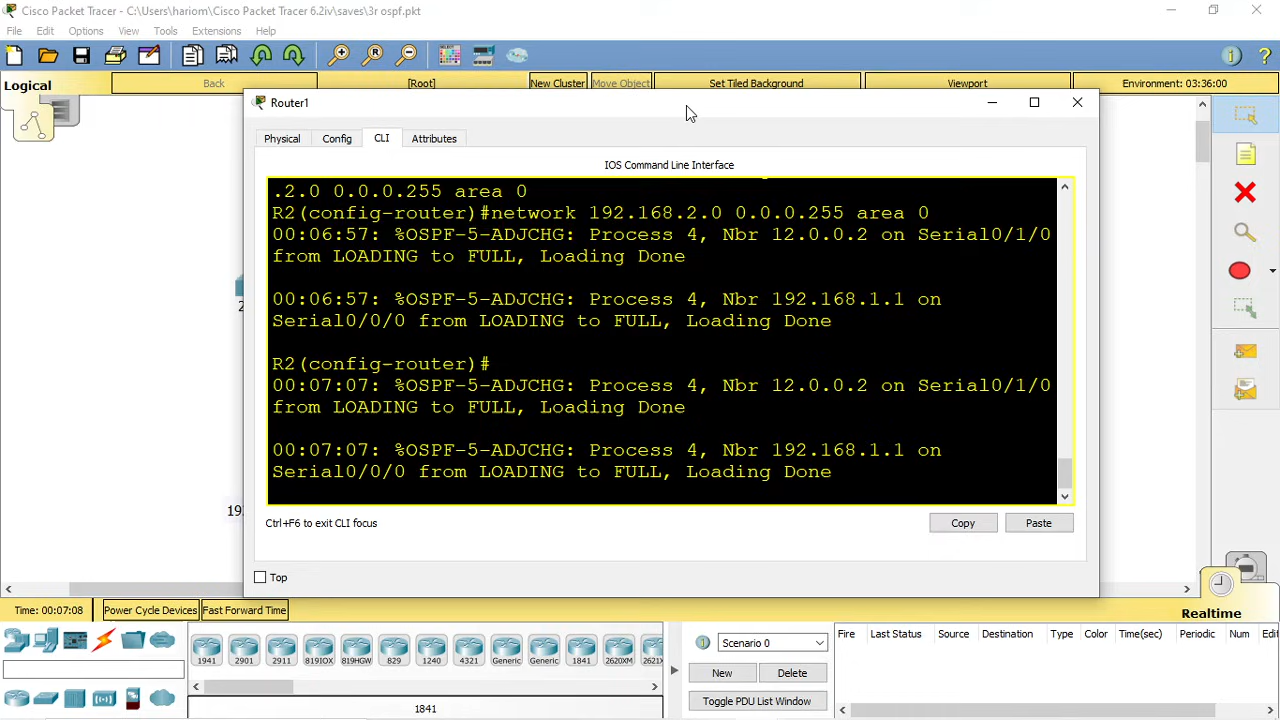 Cisco Packet Tracer - C:\Users\hariom\Cisco Packet Tracer 6.2iv\saves\3r ospf.pkt
File Edit Options View Tools Extensions Help
Logical Back [Root] New Cluster Move Object Set Tiled Background Viewport Environment: 03:36:00
Router1
Physical Config CLI Attributes
IOS Command Line Interface
.2.0 0.0.0.255 area 0
R2(config-router)#network 192.168.2.0 0.0.0.255 area 0
00:06:57: %OSPF-5-ADJCHG: Process 4, Nbr 12.0.0.2 on Serial0/1/0
from LOADING to FULL, Loading Done
00:06:57: %OSPF-5-ADJCHG: Process 4, Nbr 192.168.1.1 on
Serial0/0/0 from LOADING to FULL, Loading Done
R2(config-router)#
00:07:07: %OSPF-5-ADJCHG: Process 4, Nbr 12.0.0.2 on Serial0/1/0
from LOADING to FULL, Loading Done
00:07:07: %OSPF-5-ADJCHG: Process 4, Nbr 192.168.1.1 on
Serial0/0/0 from LOADING to FULL, Loading Done
Ctrl+F6 to exit CLI focus Copy Paste
Top
Time: 00:07:08 Power Cycle Devices Fast Forward Time Realtime
1941 2901 2911 819IOX 819HGW 829 1240 4321 Generic Generic 1841 2620XM 2621X
1841
Scenario 0
New Delete
Toggle PDU List Window
Fire Last Status Source Destination Type Color Time(sec) Periodic Num Edi